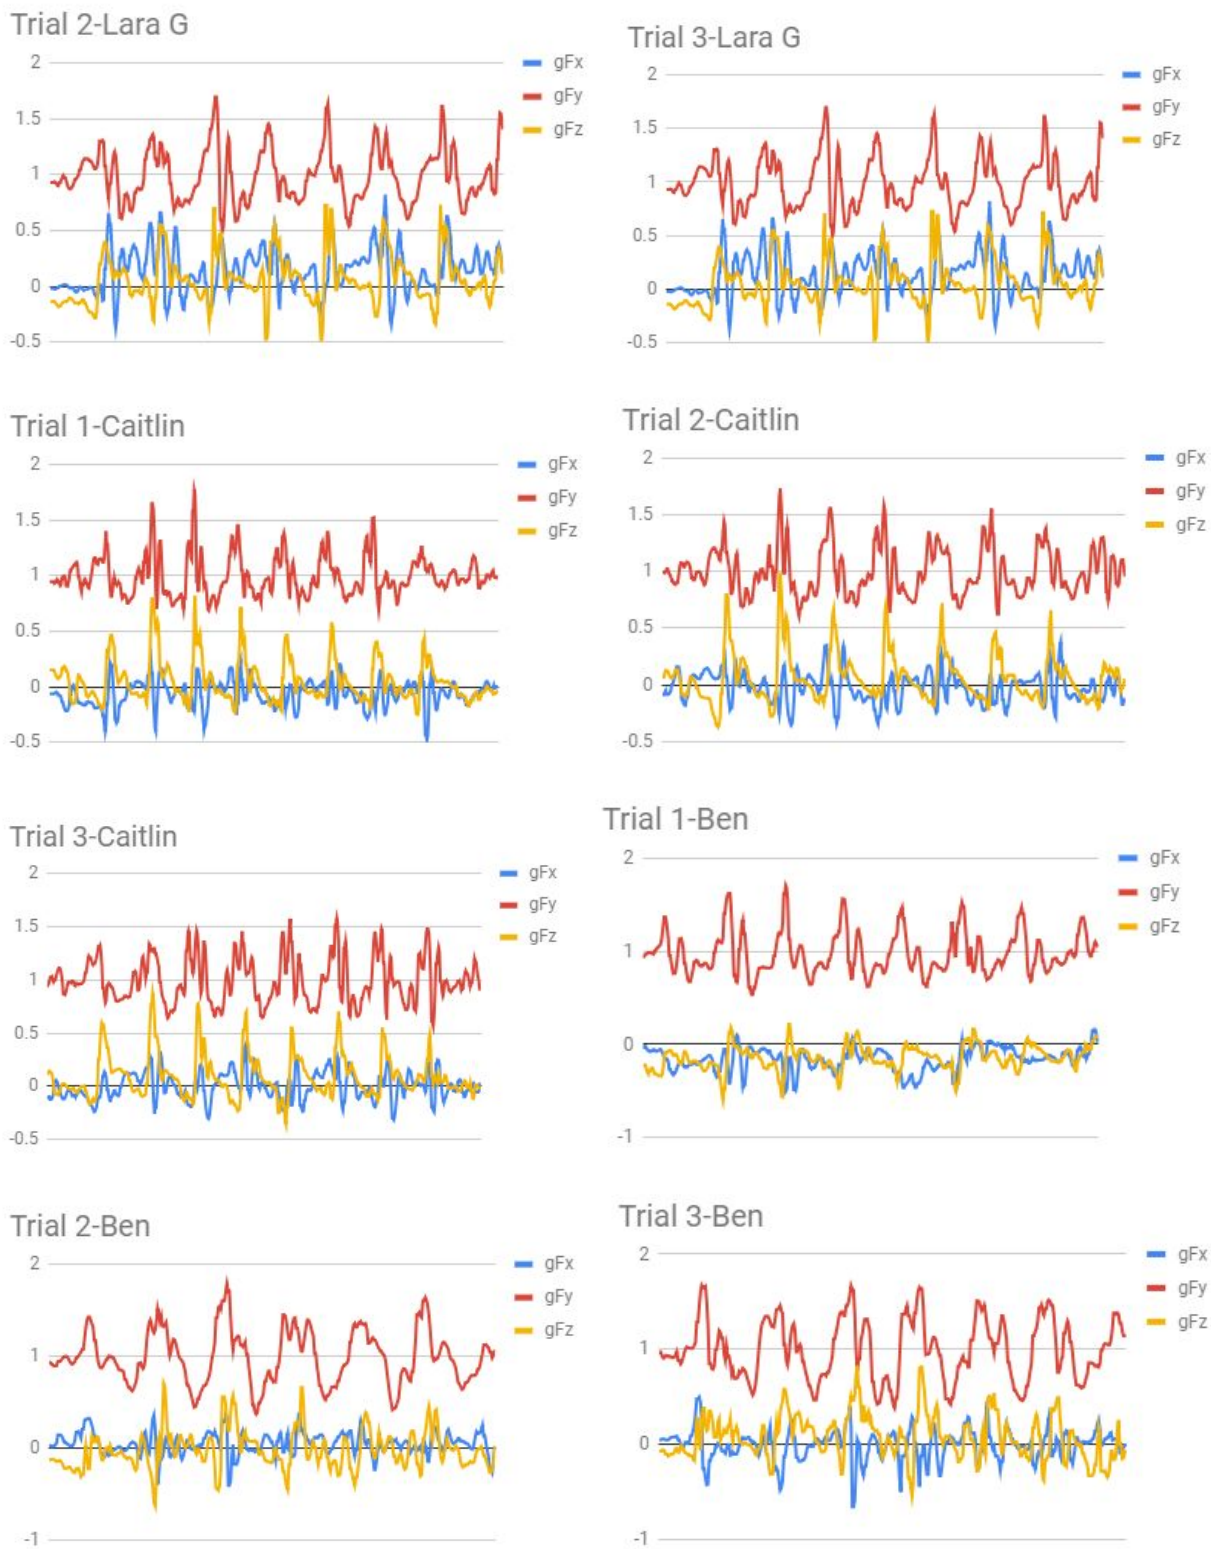 Trial 2-Lara G
2
1.5
1
0.5
0
-0.5
gFx
gFy
gFz
Trial 3-Lara G
2
1.5
1
0.5
0
-0.5
gFx
gFy
gFz
Trial 1-Caitlin
2
1.5
1
0.5
0
-0.5
gFx
gFy
gFz
Trial 2-Caitlin
2
1.5
1
0.5
0
-0.5
gFx
gFy
gFz
Trial 3-Caitlin
2
1.5
1
0.5
0
-0.5
gFx
gFy
gFz
Trial 1-Ben
2
1
0
-1
gFx
gFy
gFz
Trial 2-Ben
2
1
0
-1
gFx
gFy
gFz
Trial 3-Ben
2
1
0
-1
gFx
gFy
gFz